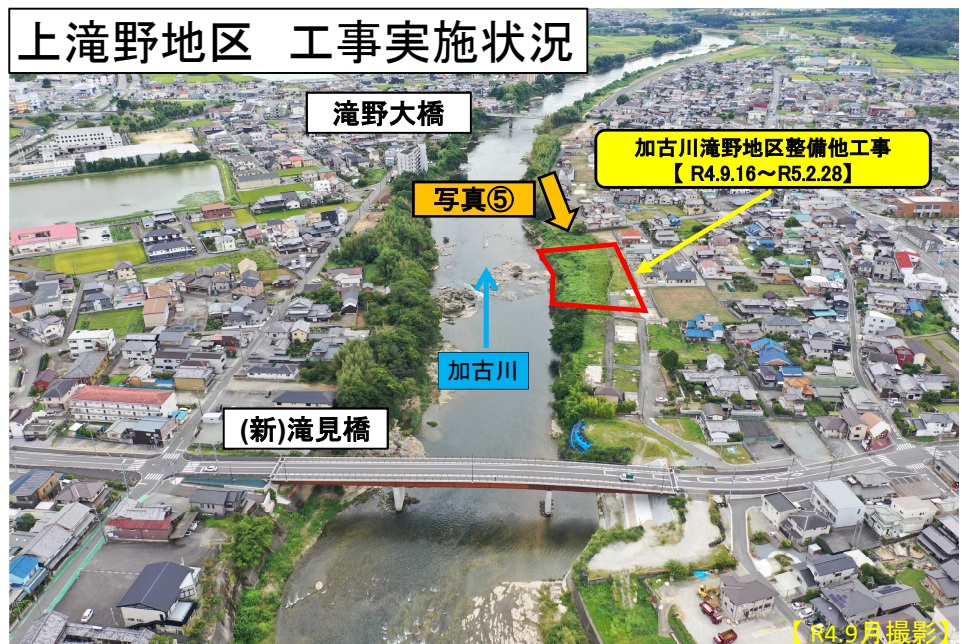 上滝野地区 工事実施状況
滝野大橋
加古川滝野地区整備他工事
【 R4.9.16～R5.2.28】
写真⑤
加古川
(新)滝見橋
【 R4.9月撮影】